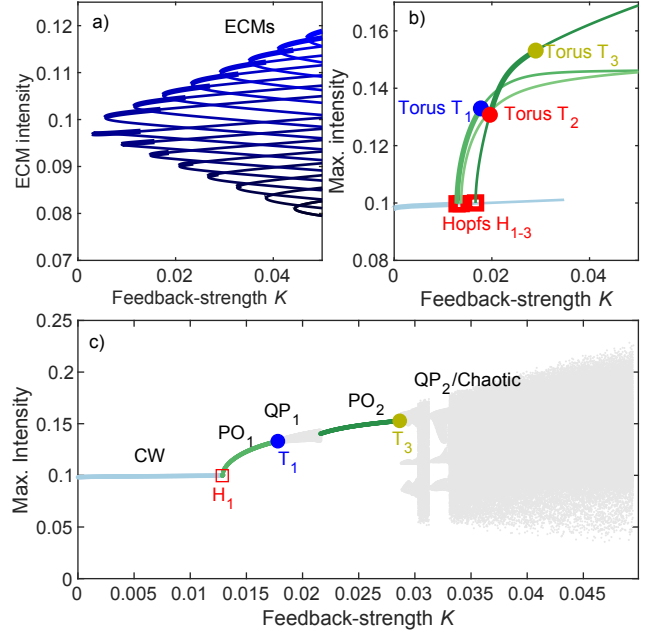 a)
ECMs
0.12
0.11
0.1
0.09
0.08
0.07
ECM intensity
0
0.02
0.04
Feedback-strength K
b)
0.16
0.14
0.12
0.1
0.08
Max. intensity
Torus T3
Torus T1
Torus T2
Hopfs H1-3
0
0.02
0.04
Feedback-strength K
c)
0.25
0.2
0.15
0.1
0.05
0
Max. Intensity
QP2/Chaotic
PO2
QP1
PO1
CW
T3
T1
H1
0
0.005
0.01
0.015
0.02
0.025
0.03
0.035
0.04
0.045
Feedback-strength K